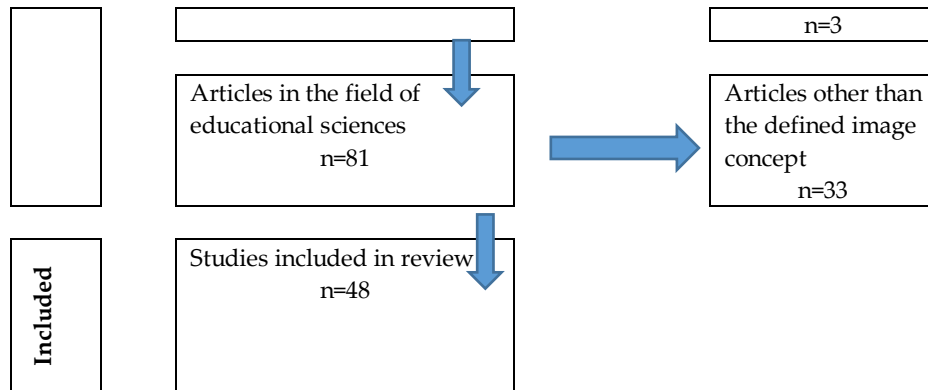 n=3
Articles in the field of
educational sciences
n=81
Articles other than
the defined image
concept
n=33
Included
Studies included in review
n=48